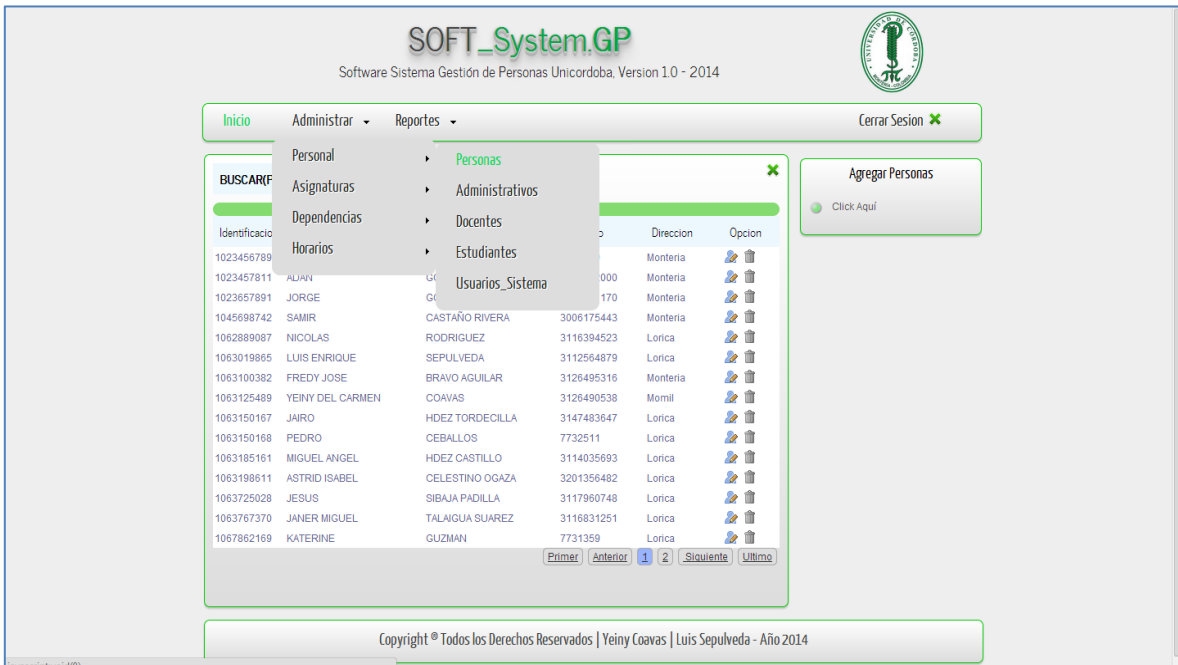 SOFT_System.GP
Software Sistema Gestión de Personas Unicordoba, Version 1.0 - 2014
UNIVERSIDAD DE CORDOBA
Inicio Administrar Reportes Cerrar Sesion
Personal Personas
Asignaturas Administrativos
Dependencias Docentes
Horarios Estudiantes
Usuarios_Sistema
Agregar Personas
Click Aquí
Direccion Opcion
1023456789 Monteria
1023457811 ADAN Monteria
1023657891 JORGE 170 Monteria
1045698742 SAMIR CASTAÑO RIVERA 3006175443 Monteria
1062889087 NICOLAS RODRIGUEZ 3116394523 Lorica
1063019865 LUIS ENRIQUE SEPULVEDA 3112564879 Lorica
1063100382 FREDY JOSE BRAVO AGUILAR 3126495316 Monteria
1063125489 YEINY DEL CARMEN COAVAS 3126490538 Momil
1063150167 JAIRO HDEZ TORDECILLA 3147483647 Lorica
1063150168 PEDRO CEBALLOS 7732511 Lorica
1063185161 MIGUEL ANGEL HDEZ CASTILLO 3114035693 Lorica
1063198611 ASTRID ISABEL CELESTINO OGAZA 3201356482 Lorica
1063725028 JESUS SIBAJA PADILLA 3117960748 Lorica
1063767370 JANER MIGUEL TALAIGUA SUAREZ 3116831251 Lorica
1067862169 KATERINE GUZMAN 7731359 Lorica
Primer Anterior 1 2 Siguiente Ultimo
Copyright ® Todos los Derechos Reservados | Yeiny Coavas | Luis Sepulveda - Año 2014